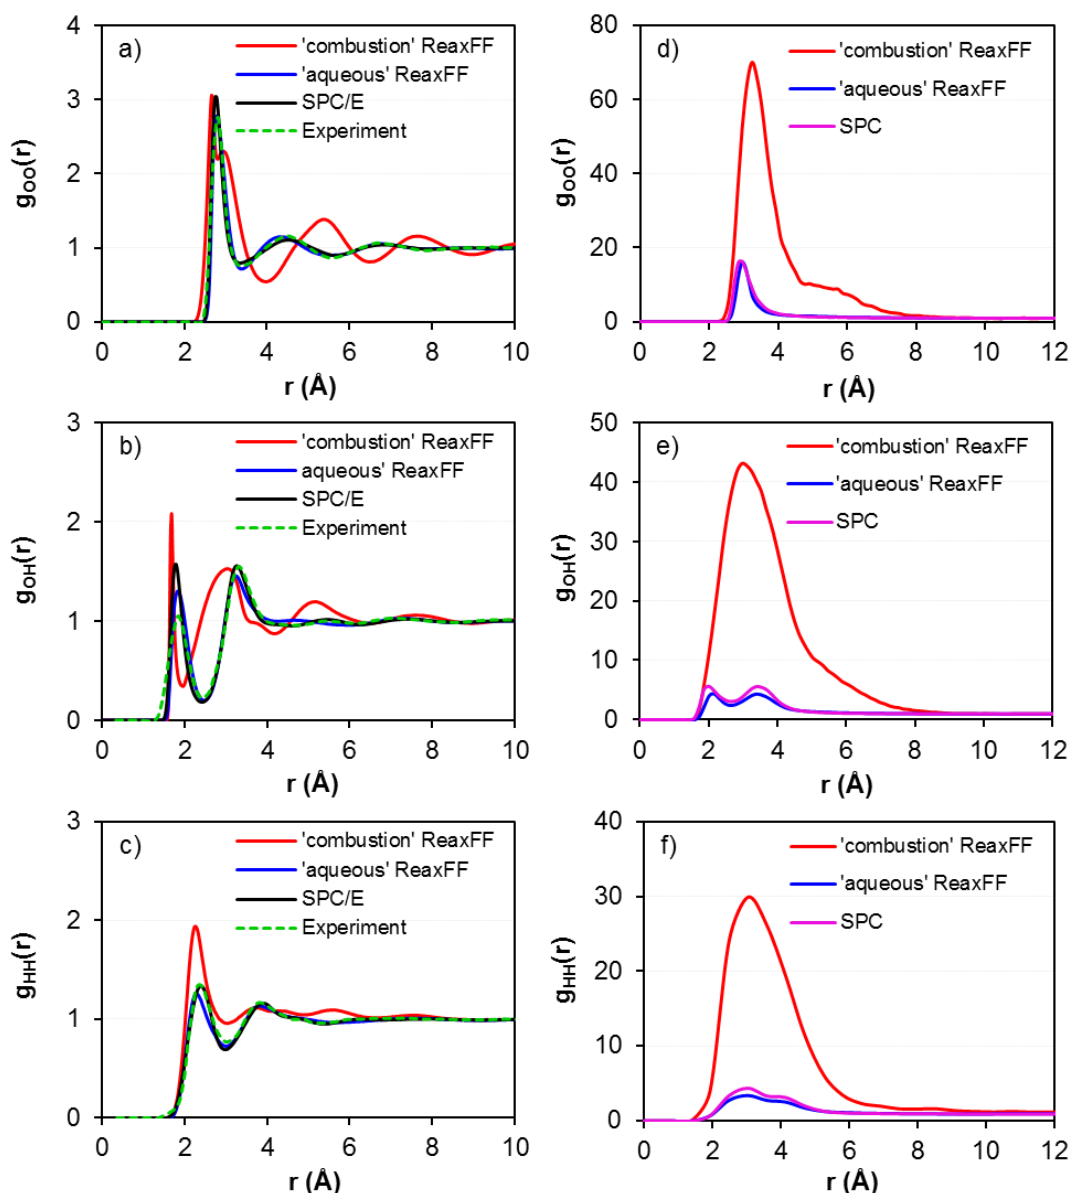 a)
'combustion' ReaxFF
'aqueous' ReaxFF
SPC/E
Experiment
gOO(r)
4
3
2
1
0
0 2 4 6 8 10
r (Å)
d)
'combustion' ReaxFF
'aqueous' ReaxFF
SPC
gOO(r)
80
60
40
20
0
0 2 4 6 8 10 12
r (Å)
b)
'combustion' ReaxFF
aqueous' ReaxFF
SPC/E
Experiment
gOH(r)
3
2
1
0
0 2 4 6 8 10
r (Å)
e)
'combustion' ReaxFF
'aqueous' ReaxFF
SPC
gOH(r)
50
40
30
20
10
0
0 2 4 6 8 10 12
r (Å)
c)
'combustion' ReaxFF
'aqueous' ReaxFF
SPC/E
Experiment
gHH(r)
3
2
1
0
0 2 4 6 8 10
r (Å)
f)
'combustion' ReaxFF
'aqueous' ReaxFF
SPC
gHH(r)
40
30
20
10
0
0 2 4 6 8 10 12
r (Å)